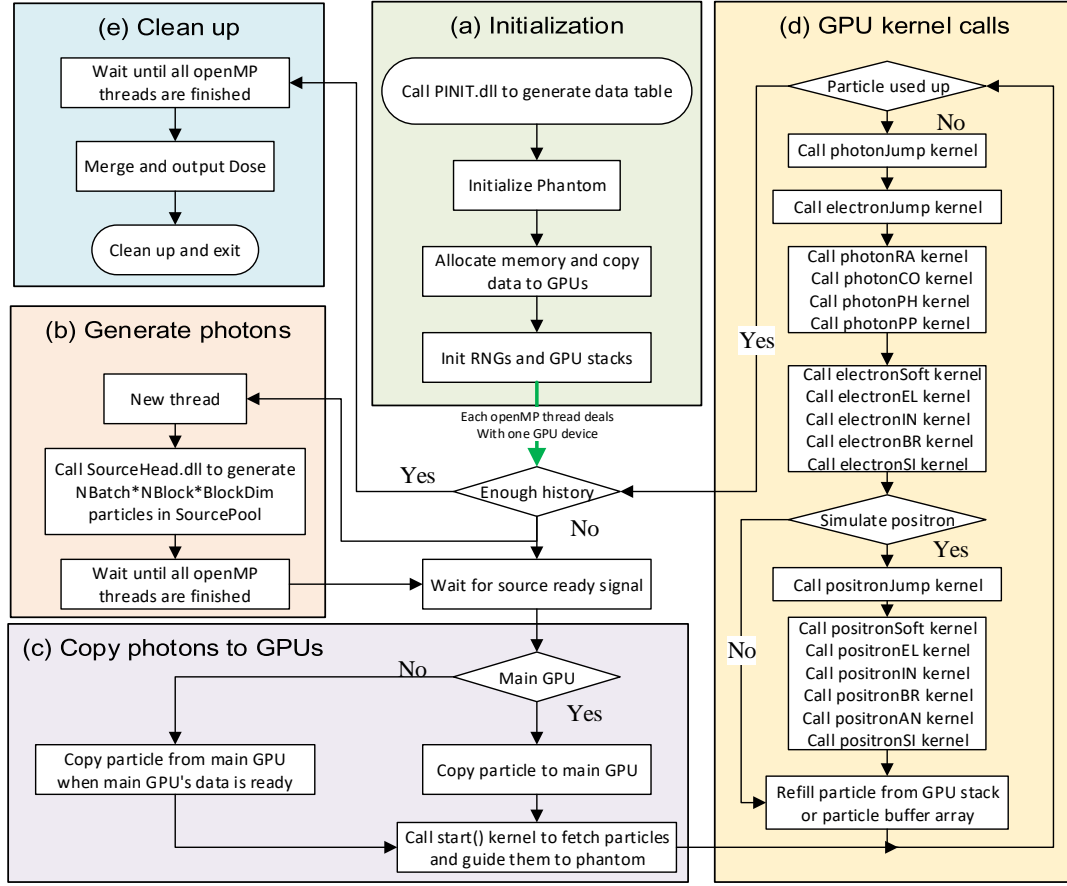 (e) Clean up
Wait until all openMP
threads are finished
Merge and output Dose
Clean up and exit
(a) Initialization
Call PINIT.dll to generate data table
Initialize Phantom
Allocate memory and copy
data to GPUs
Init RNGs and GPU stacks
Each openMP thread deals
With one GPU device
Enough history
Yes
No
(b) Generate photons
New thread
Call SourceHead.dll to generate
NBatch*NBlock*BlockDim
particles in SourcePool
Wait until all openMP
threads are finished
Wait for source ready signal
(c) Copy photons to GPUs
Main GPU
No
Yes
Copy particle from main GPU
when main GPU's data is ready
Copy particle to main GPU
Call start() kernel to fetch particles
and guide them to phantom
(d) GPU kernel calls
Particle used up
No
Yes
Call photonJump kernel
Call electronJump kernel
Call photonRA kernel
Call photonCO kernel
Call photonPH kernel
Call photonPP kernel
Call electronSoft kernel
Call electronEL kernel
Call electronIN kernel
Call electronBR kernel
Call electronSI kernel
Simulate positron
Yes
No
Call positronJump kernel
Call positronSoft kernel
Call positronEL kernel
Call positronIN kernel
Call positronBR kernel
Call positronAN kernel
Call positronSI kernel
Refill particle from GPU stack
or particle buffer array